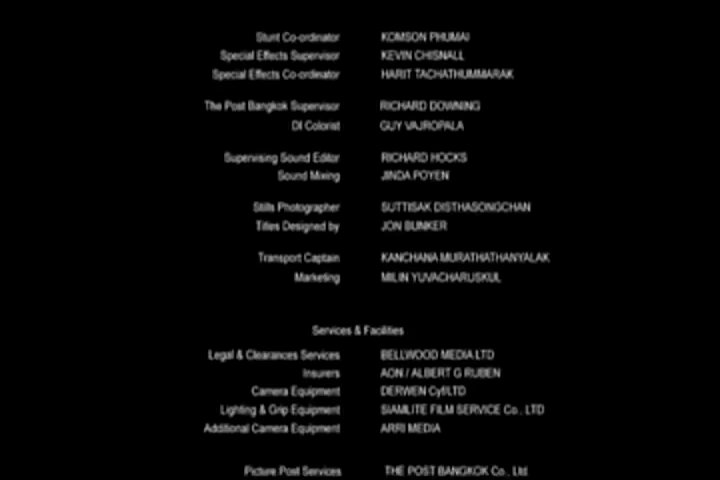 Stunt Co-ordinator KOMSON PHUMAI
Special Effects Supervisor KEVIN CHISNALL
Special Effects Co-ordinator HARIT TACHATHUMMARAK
The Post Bangkok Supervisor RICHARD DOWNING
DI Colorist GUY VAJROPALA
Supervising Sound Editor RICHARD HOCKS
Sound Mixing JINDA POYEN
Stills Photographer SUTTISAK DISTHASONGCHAN
Titles Designed by JON BUNKER
Transport Captain KANCHANA MURATHATHANYALAK
Marketing MILIN YUVACHARUSKUL
Services & Facilities
Legal & Clearances Services BELLWOOD MEDIA LTD
Insurers AON / ALBERT G RUBEN
Camera Equipment DERWEN Cyf/LTD
Lighting & Grip Equipment SIAMLITE FILM SERVICE Co., LTD
Additional Camera Equipment ARRI MEDIA
Picture Post Services THE POST BANGKOK Co., Ltd